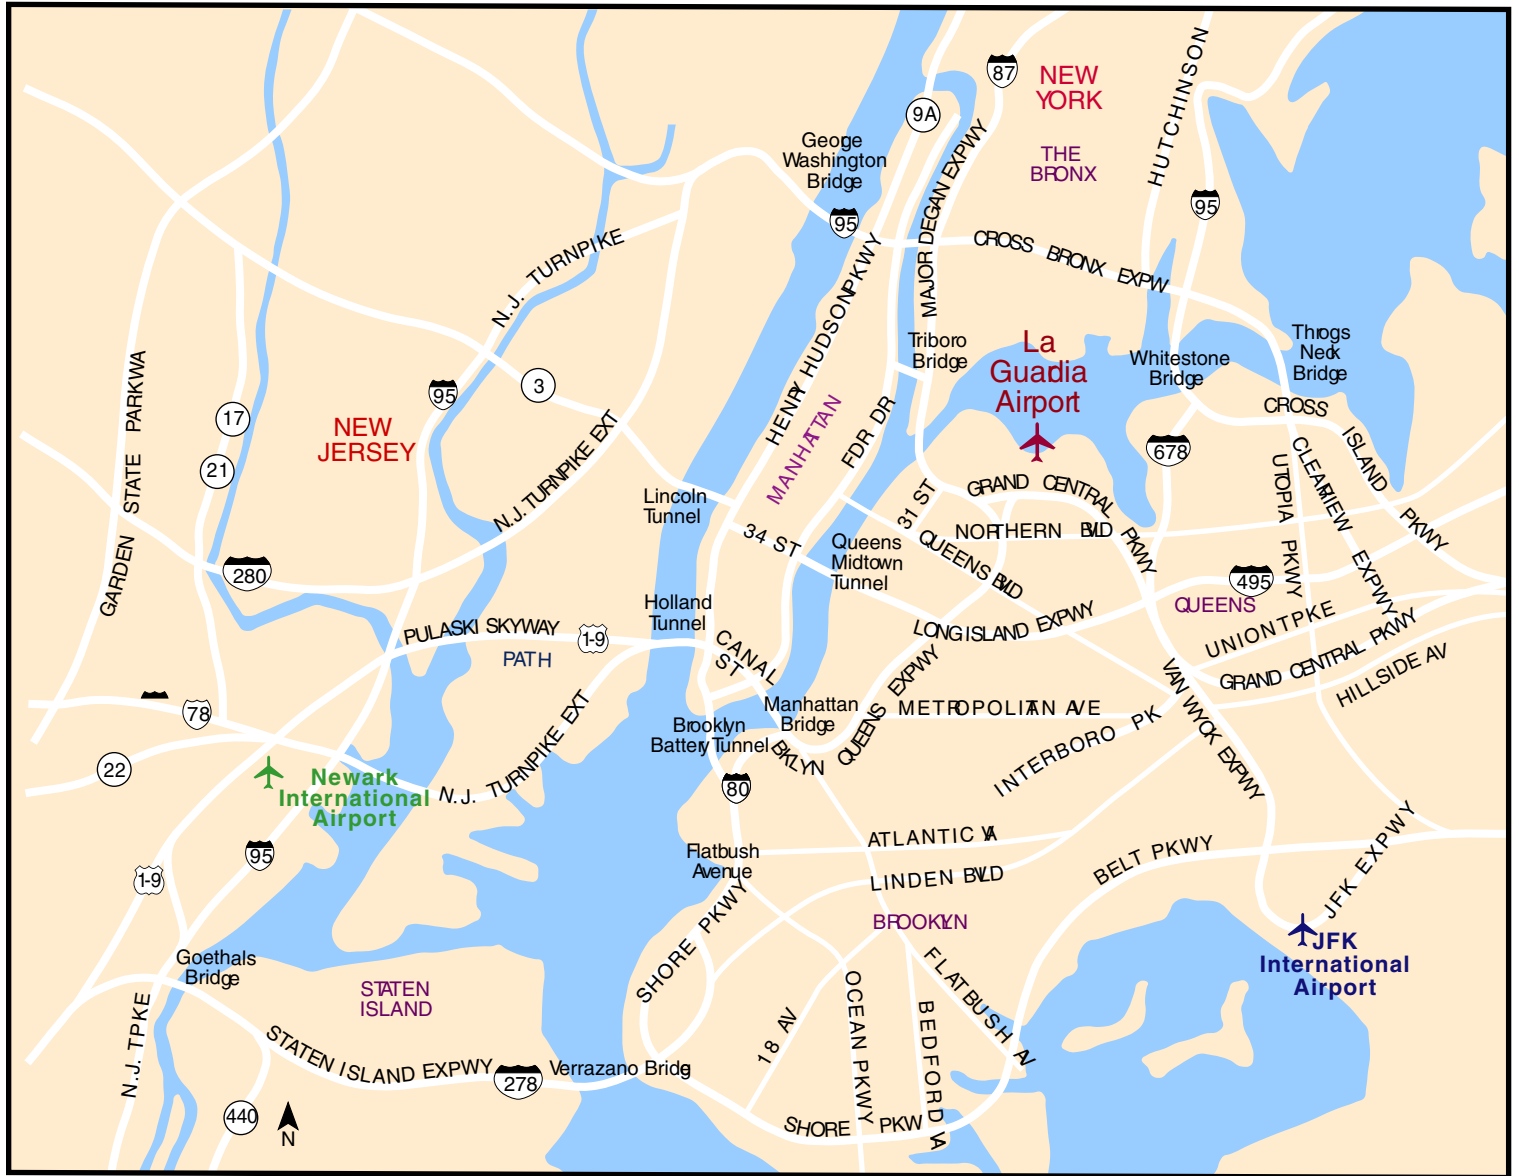 87
NEW
YORK
9A
HUTCHINSON
George
Washington
Bridge
THE
BRONX
MAJOR DEGAN EXPWY
95
95
N.J. TURNPIKE
CROSS BRONX EXPW
HENRY HUDSON PKWY
Triboro
Bridge
La
Guardia
Airport
Whitestone
Bridge
Throgs
Neck
Bridge
GARDEN STATE PARKWA
95
3
17
NEW
JERSEY
21
MANHATTAN
FDR DR
CROSS ISLAND PKWY
678
UTOPIA PKWY
CLEARVIEW EXPWY
N.J. TURNPIKE EXT
Lincoln
Tunnel
34 ST
31 ST
GRAND CENTRAL PKWY
NORTHERN BLVD
QUEENS BLVD
Queens
Midtown
Tunnel
280
495
QUEENS
Holland
Tunnel
PULASKI SKYWAY
1-9
PATH
CANAL
ST
LONG ISLAND EXPWY
UNION TPKE
GRAND CENTRAL PKWY
HILLSIDE AV
VAN WYCK EXPWY
78
22
N.J. TURNPIKE EXT
Brooklyn
Battery Tunnel
Manhattan
Bridge
BKLYN
QUEENS EXPWY
METROPOLITAN AVE
INTERBORO PK
Newark
International
Airport
80
95
1-9
Flatbush
Avenue
ATLANTIC AV
LINDEN BLVD
BELT PKWY
JFK EXPWY
BROOKLYN
SHORE PKWY
FLATBUSH AV
JFK
International
Airport
Goethals
Bridge
STATEN
ISLAND
N.J. TPKE
STATEN ISLAND EXPWY
278
Verrazano Bridg
18 AV
OCEAN PKWY
BEDFORD AV
440
N
SHORE PKW